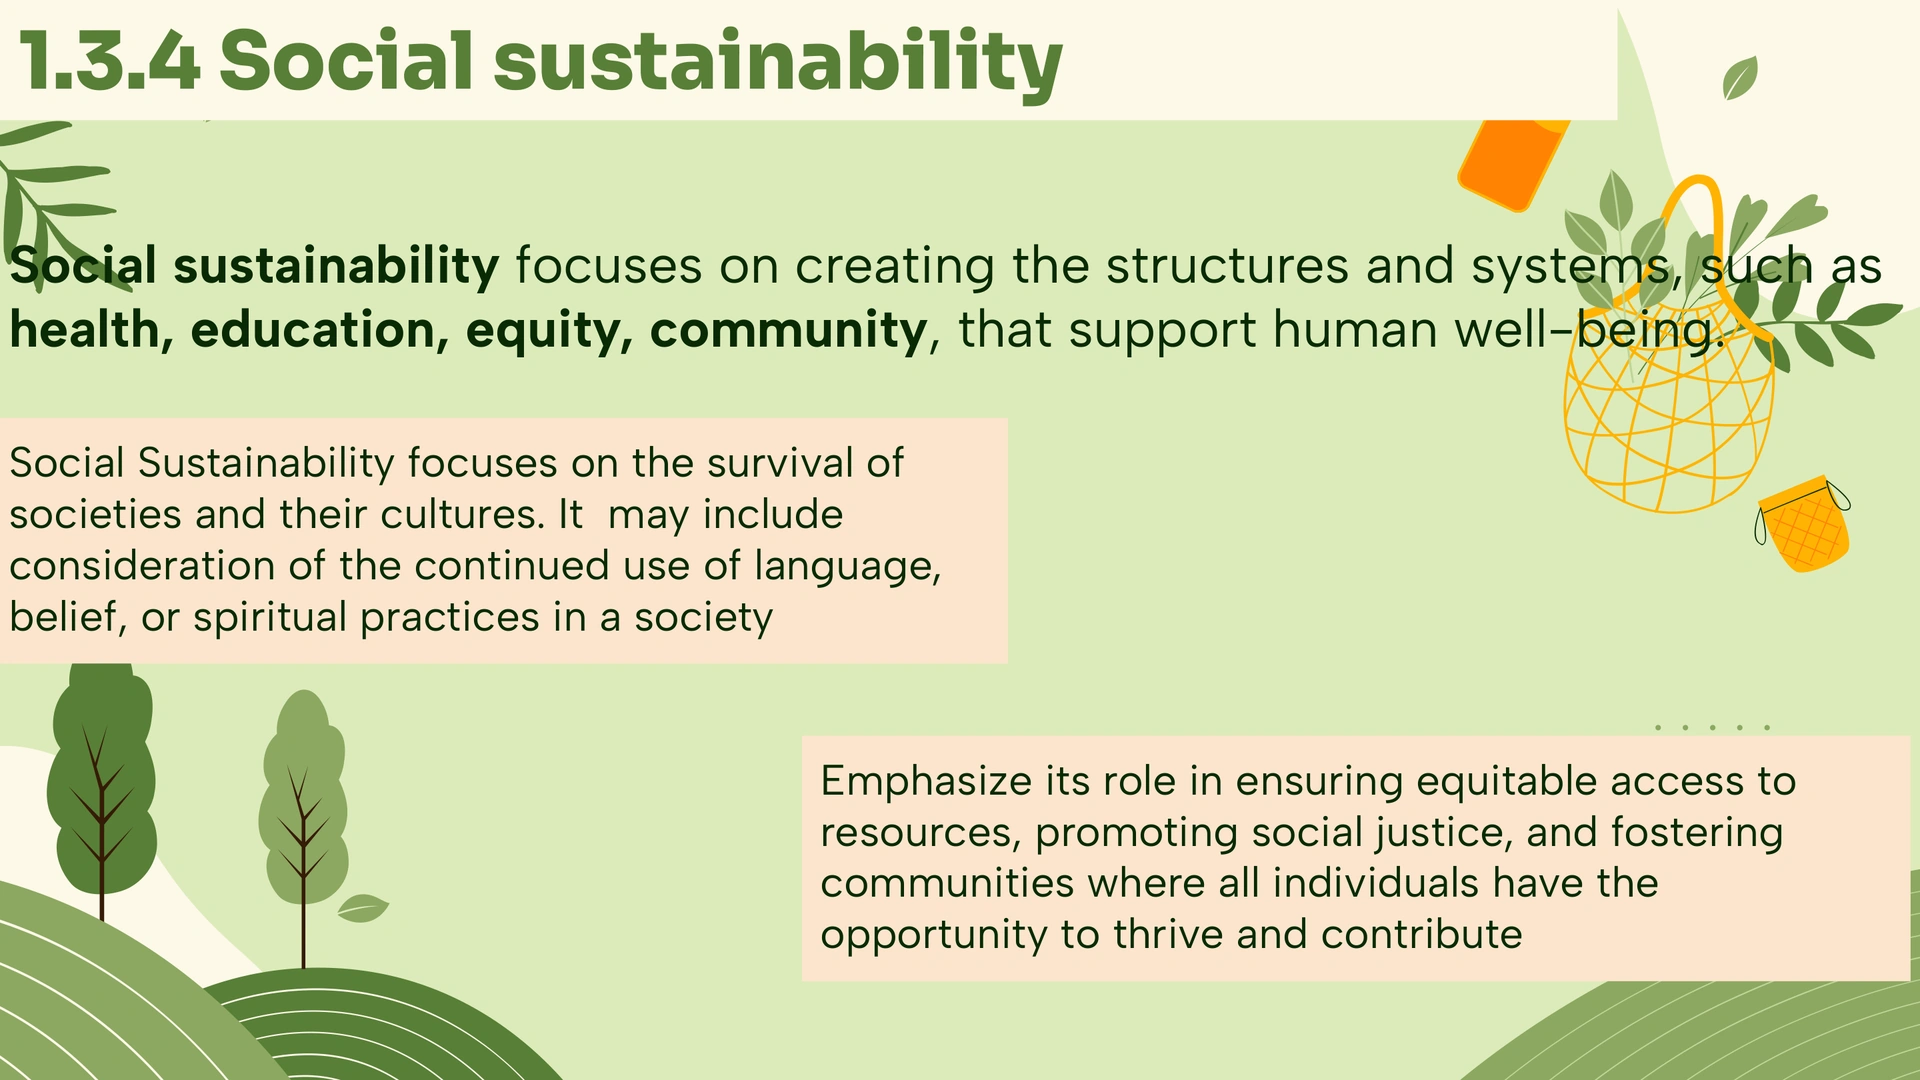 1.3.4 Social sustainability
Social sustainability focuses on creating the structures and systems, such as
health, education, equity, community, that support human well-being.
Social Sustainability focuses on the survival of
societies and their cultures. It  may include
consideration of the continued use of language,
belief, or spiritual practices in a society
Emphasize its role in ensuring equitable access to
resources, promoting social justice, and fostering
communities where all individuals have the
opportunity to thrive and contribute